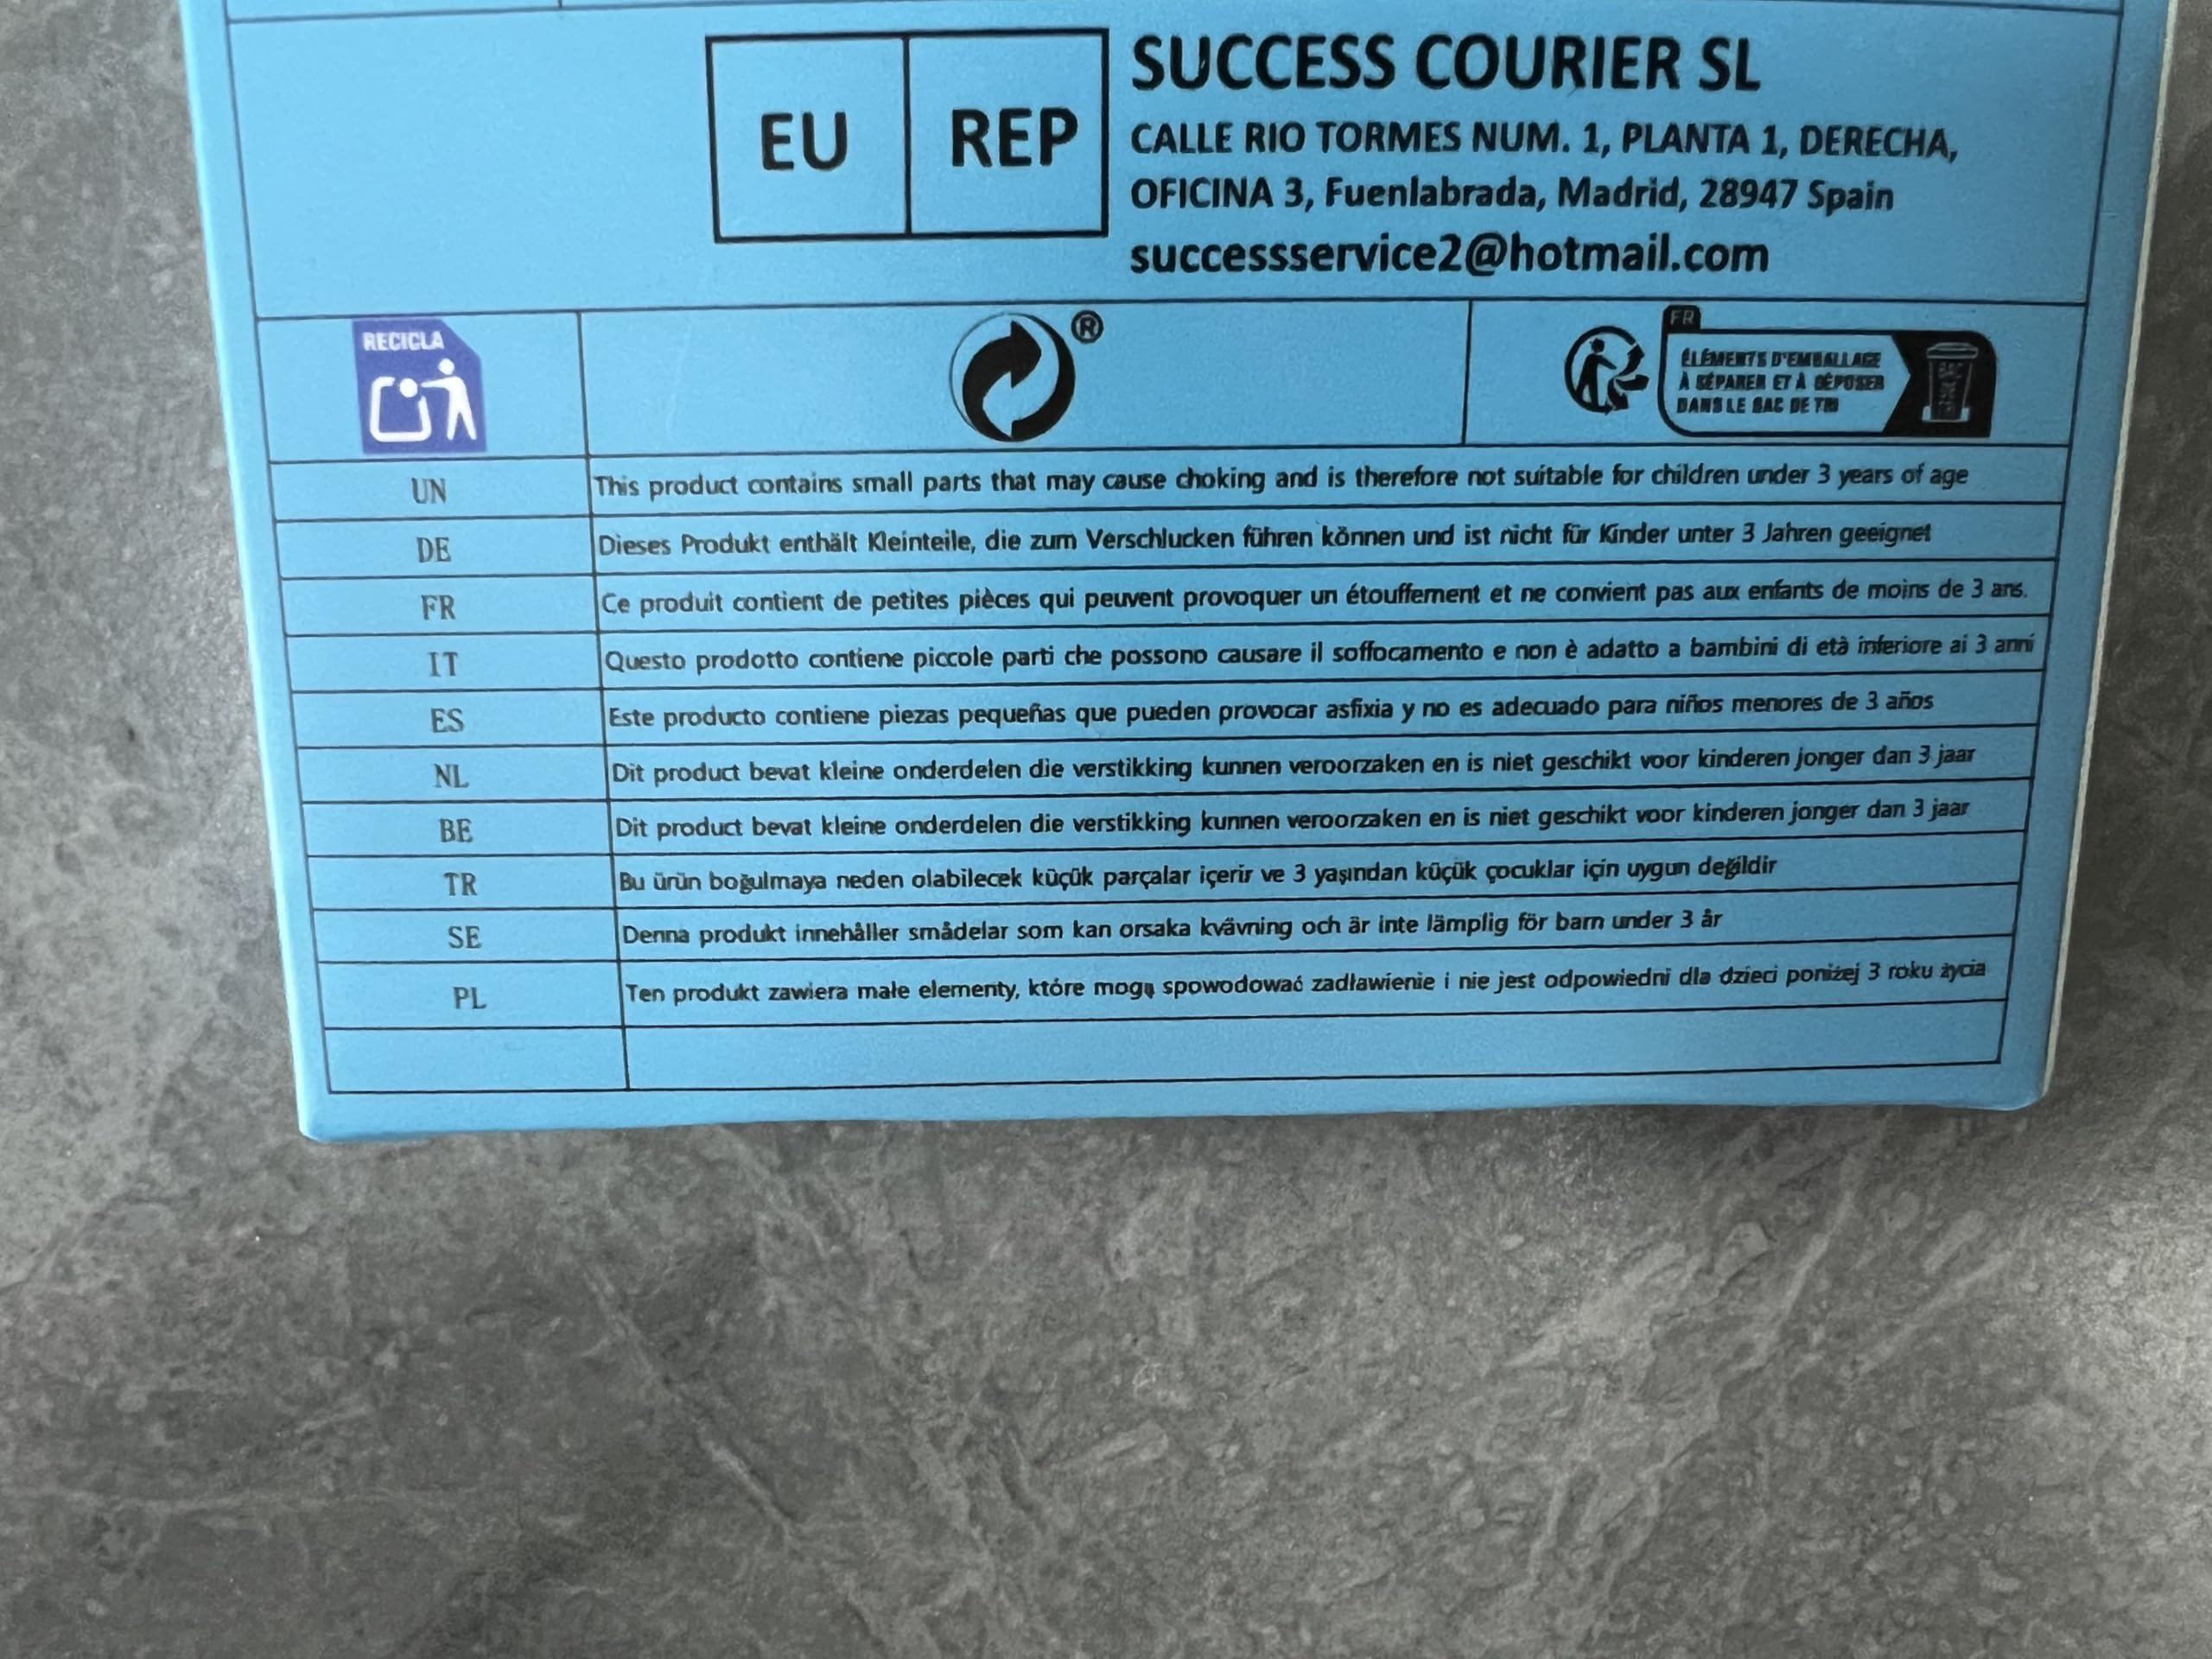 EU REP
SUCCESS COURIER SL
CALLE RIO TORMES NUM. 1, PLANTA 1, DERECHA,
OFICINA 3, Fuenlabrada, Madrid, 28947 Spain
successservice2@hotmail.com
RECICLA
®
FR
ÉLÉMENTS D'EMBALLAGE
À SÉPARER ET À DÉPOSER
DANS LE BAC DE TRI
UN This product contains small parts that may cause choking and is therefore not suitable for children under 3 years of age
DE Dieses Produkt enthält Kleinteile, die zum Verschlucken führen können und ist nicht für Kinder unter 3 Jahren geeignet
FR Ce produit contient de petites pièces qui peuvent provoquer un étouffement et ne convient pas aux enfants de moins de 3 ans.
IT Questo prodotto contiene piccole parti che possono causare il soffocamento e non è adatto a bambini di età inferiore ai 3 anni
ES Este producto contiene piezas pequeñas que pueden provocar asfixia y no es adecuado para niños menores de 3 años
NL Dit product bevat kleine onderdelen die verstikking kunnen veroorzaken en is niet geschikt voor kinderen jonger dan 3 jaar
BE Dit product bevat kleine onderdelen die verstikking kunnen veroorzaken en is niet geschikt voor kinderen jonger dan 3 jaar
TR Bu ürün boğulmaya neden olabilecek küçük parçalar içerir ve 3 yaşından küçük çocuklar için uygun değildir
SE Denna produkt innehåller smådelar som kan orsaka kvävning och är inte lämplig för barn under 3 år
PL Ten produkt zawiera małe elementy, które mogą spowodować zadławienie i nie jest odpowiedni dla dzieci poniżej 3 roku życia